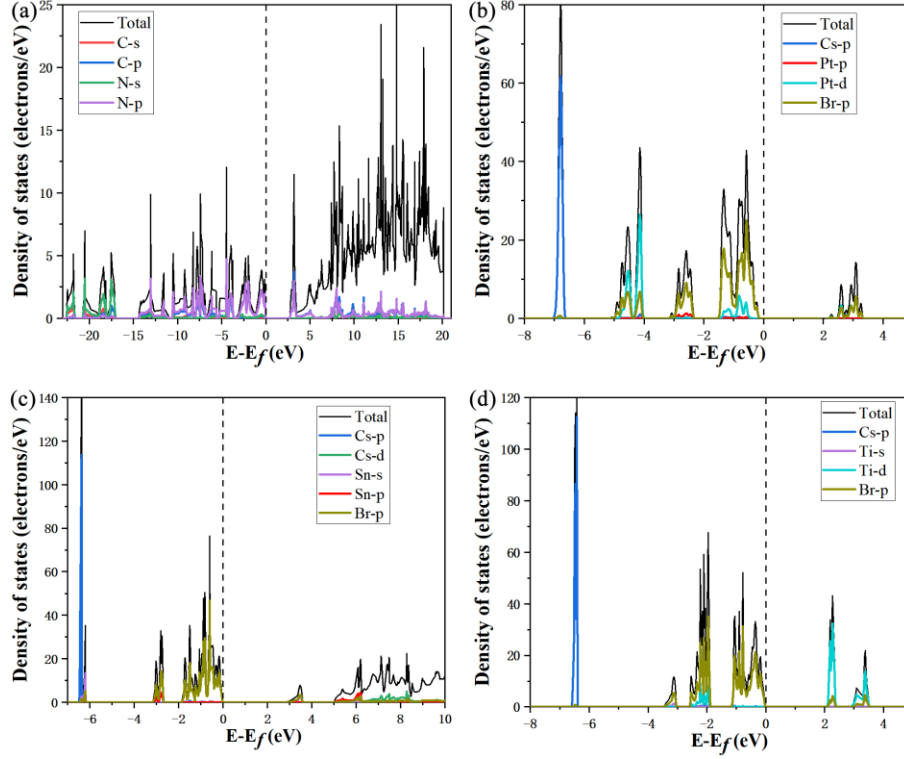 (a)
Total
C-s
C-p
N-s
N-p
Density of states (electrons/eV)
25
20
15
10
5
0
-20 -15 -10 -5 0 5 10 15 20
E-Ef(eV)
(b)
Total
Cs-p
Pt-p
Pt-d
Br-p
Density of states (electrons/eV)
80
60
40
20
0
-8 -6 -4 -2 0 2 4
E-Ef(eV)
(c)
Total
Cs-p
Cs-d
Sn-s
Sn-p
Br-p
Density of states (electrons/eV)
140
120
100
80
60
40
20
0
-6 -4 -2 0 2 4 6 8 10
E-Ef(eV)
(d)
Total
Cs-p
Ti-s
Ti-d
Br-p
Density of states (electrons/eV)
120
100
80
60
40
20
0
-8 -6 -4 -2 0 2 4
E-Ef(eV)